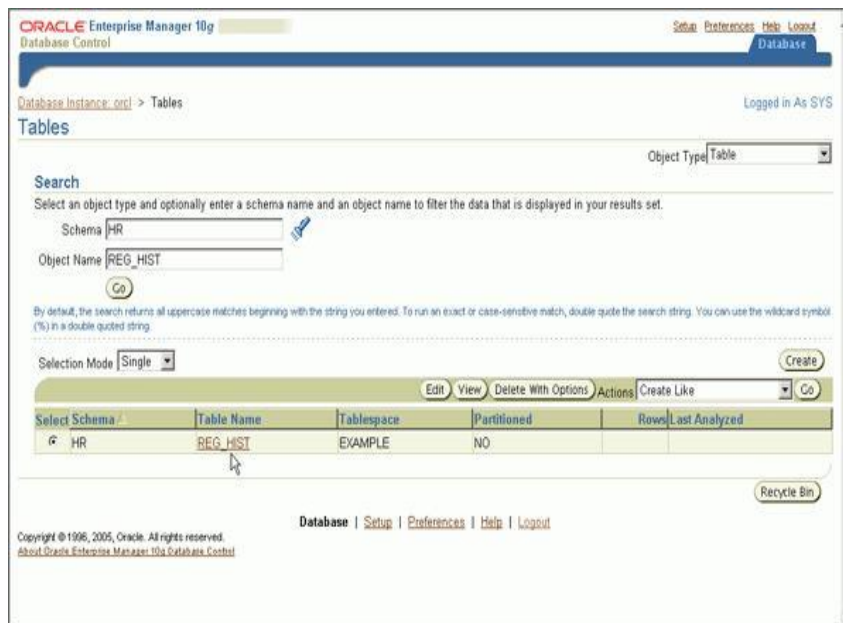 ORACLE Enterprise Manager 10g
Database Control
Setup Preferences Help Logout
Database
Database Instance: orcl > Tables
Logged in As SYS
Tables
Object Type Table
Search
Select an object type and optionally enter a schema name and an object name to filter the data that is displayed in your results set.
Schema HR
Object Name REG_HIST
Go
By default, the search returns all uppercase matches beginning with the string you entered. To run an exact or case-sensitive match, double quote the search string. You can use the wildcard symbol
(%) in a double quoted string.
Selection Mode Single
Create
Edit View Delete With Options Actions Create Like Go
Select Schema Table Name Tablespace Partitioned Rows Last Analyzed
HR REG_HIST EXAMPLE NO
Recycle Bin
Database | Setup | Preferences | Help | Logout
Copyright © 1996, 2005, Oracle. All rights reserved.
About Oracle Enterprise Manager 10g Database Control